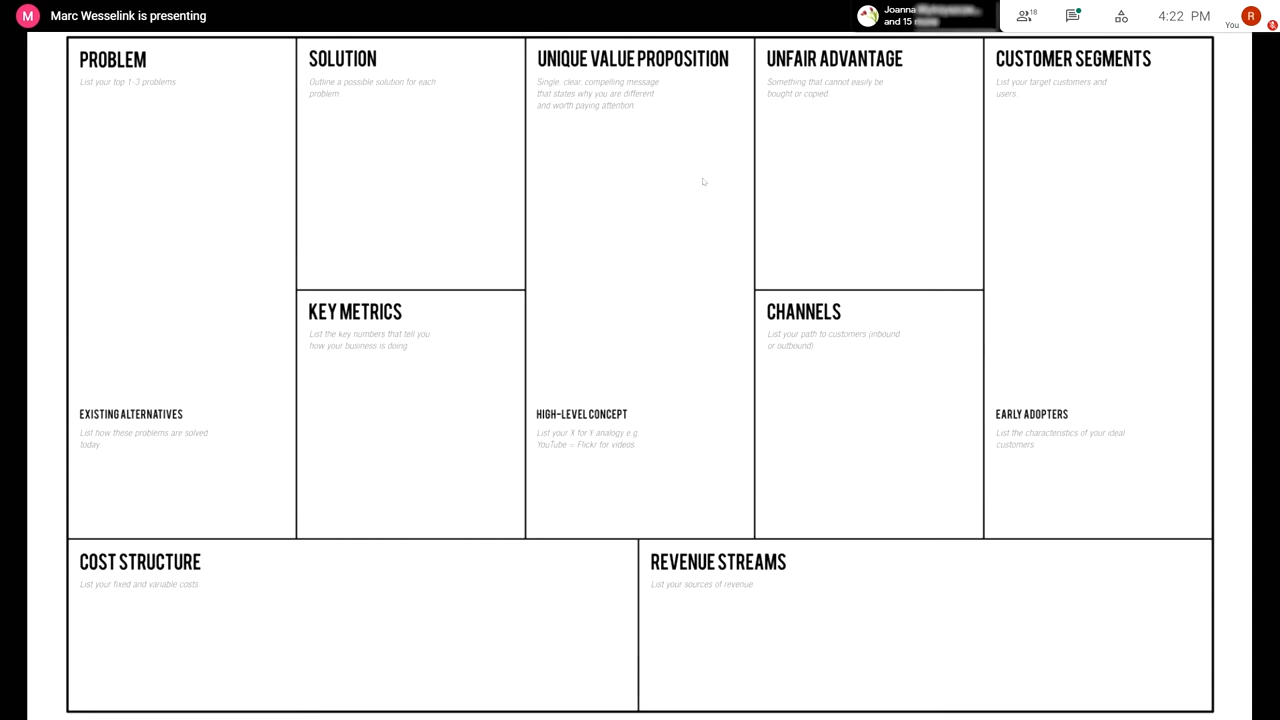 M Marc Wesselink is presenting
Joanna
and 15
18
4:22 PM
You
R
PROBLEM
List your top 1-3 problems
EXISTING ALTERNATIVES
List how these problems are solved
today
SOLUTION
Outline a possible solution for each
problem
KEY METRICS
List the key numbers that tell you
how your business is doing
UNIQUE VALUE PROPOSITION
Single, clear, compelling message
that states why you are different
and worth paying attention
HIGH-LEVEL CONCEPT
List your X for Y analogy e.g.
YouTube = Flickr for videos
UNFAIR ADVANTAGE
Something that cannot easily be
bought or copied
CHANNELS
List your path to customers (inbound
or outbound)
CUSTOMER SEGMENTS
List your target customers and
users
EARLY ADOPTERS
List the characteristics of your ideal
customers
COST STRUCTURE
List your fixed and variable costs
REVENUE STREAMS
List your sources of revenue